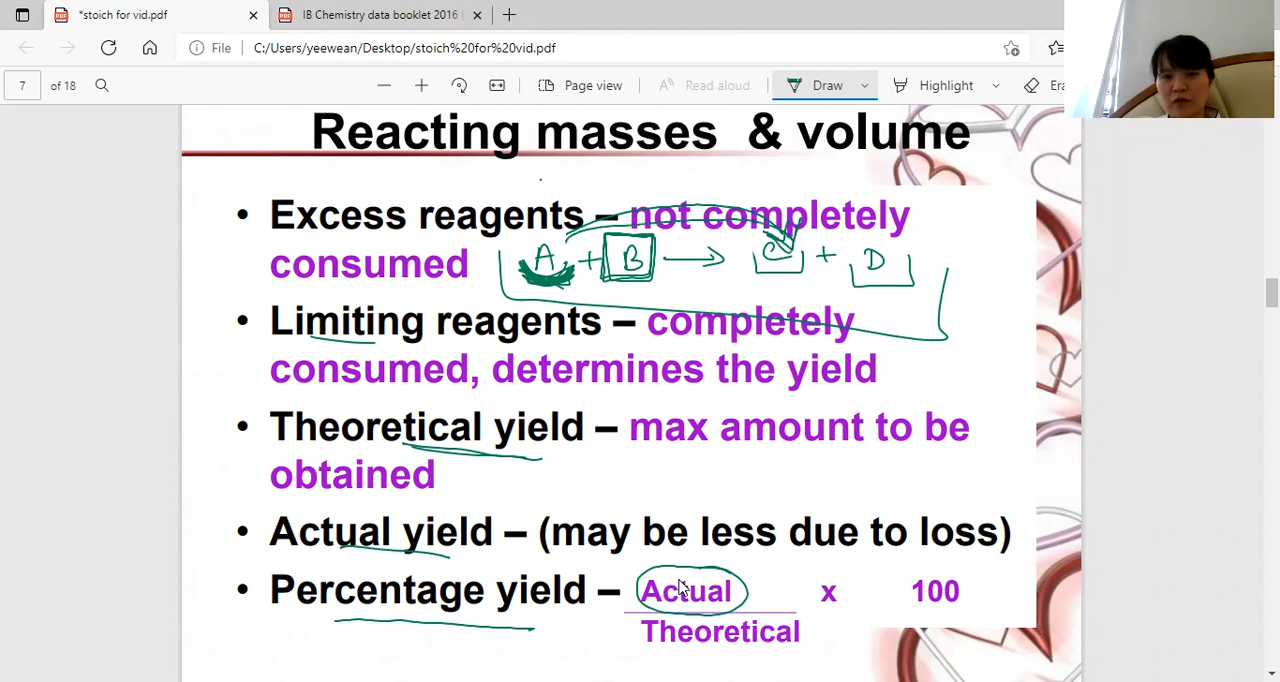 *stoich for vid.pdf
IB Chemistry data booklet 2016 (
File C:/Users/yeewean/Desktop/stoich%20for%20vid.pdf
7 of 18 Page view Read aloud Draw Highlight Era
Reacting masses & volume
• Excess reagents – not completely
consumed
A + B → C + D
• Limiting reagents – completely
consumed, determines the yield
• Theoretical yield – max amount to be
obtained
• Actual yield – (may be less due to loss)
• Percentage yield – Actual x 100
Theoretical